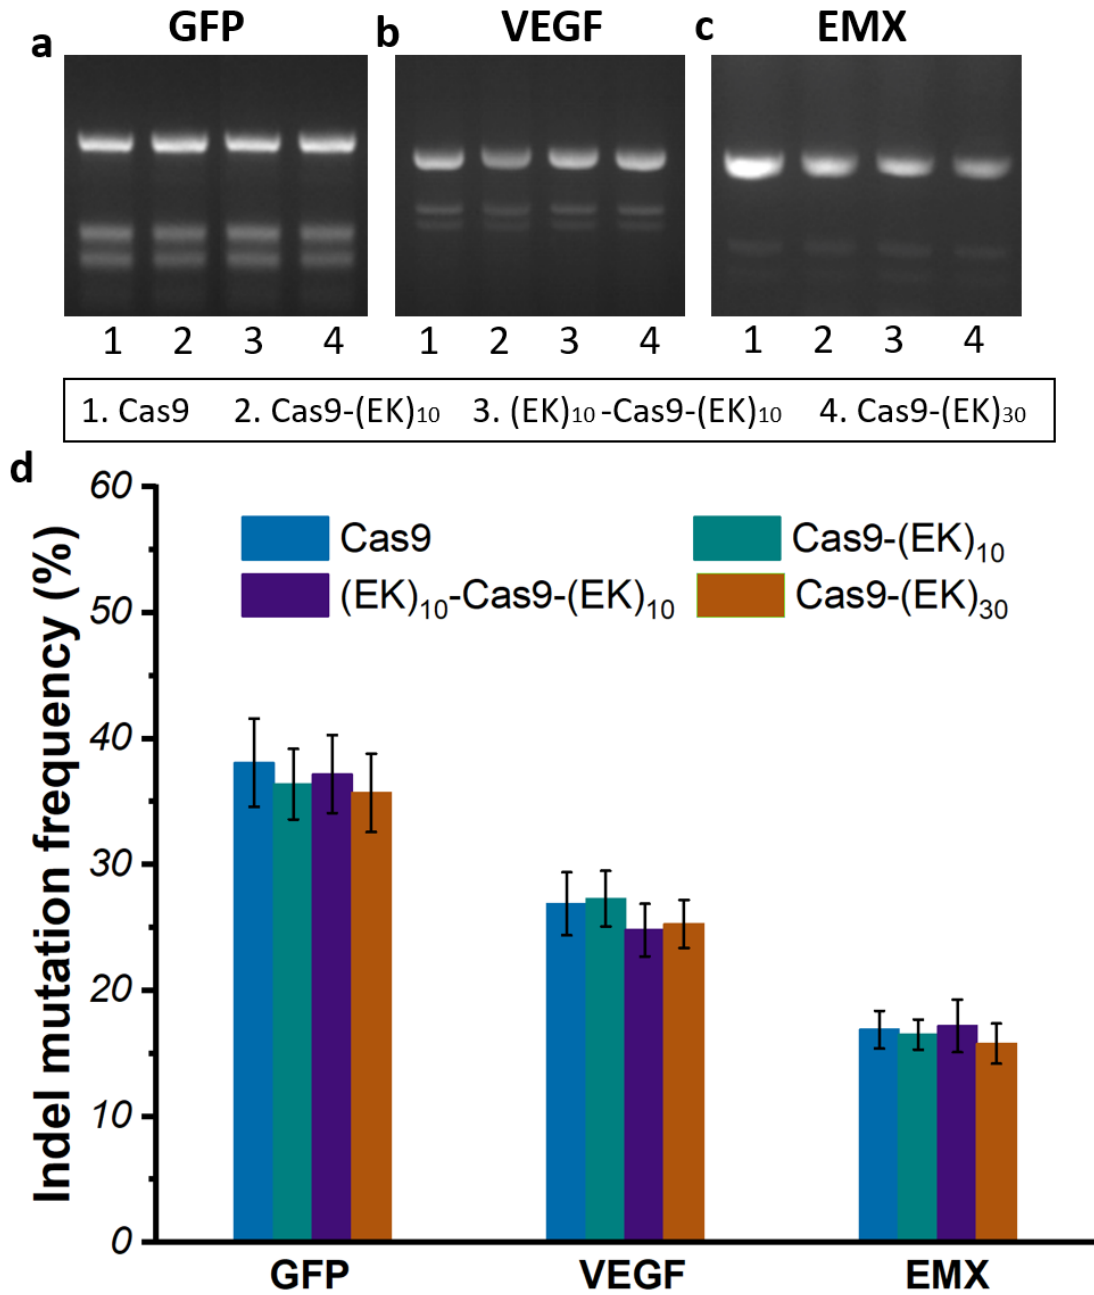 a GFP b VEGF c EMX
1 2 3 4 1 2 3 4 1 2 3 4
1. Cas9 2. Cas9-(EK)10 3. (EK)10-Cas9-(EK)10 4. Cas9-(EK)30
d
Indel mutation frequency (%)
60
50
40
30
20
10
0
Cas9 Cas9-(EK)10
(EK)10-Cas9-(EK)10 Cas9-(EK)30
GFP VEGF EMX